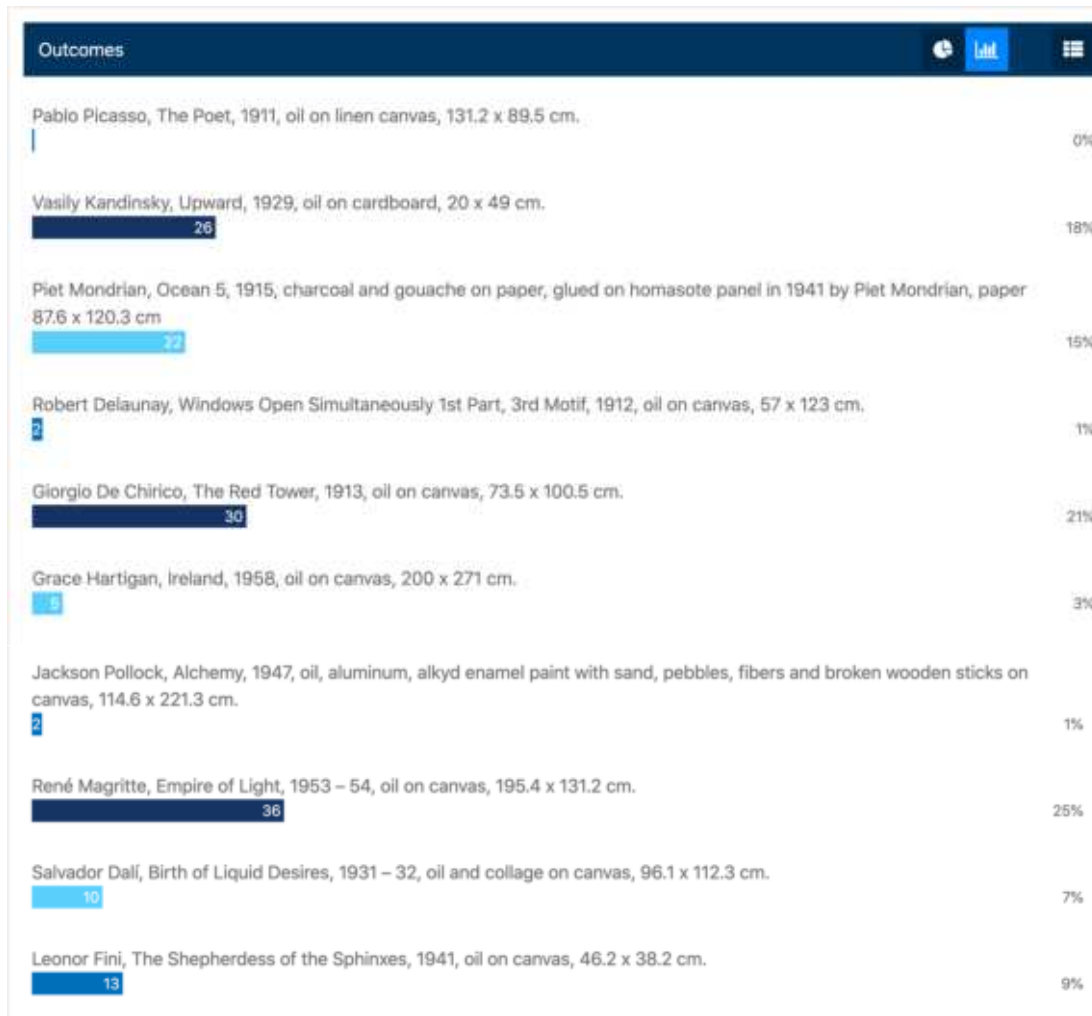 Outcomes
Pablo Picasso, The Poet, 1911, oil on linen canvas, 131.2 x 89.5 cm.
0%
Vasily Kandinsky, Upward, 1929, oil on cardboard, 20 x 49 cm.
26
18%
Piet Mondrian, Ocean 5, 1915, charcoal and gouache on paper, glued on homasote panel in 1941 by Piet Mondrian, paper
87.6 x 120.3 cm
22
15%
Robert Delaunay, Windows Open Simultaneously 1st Part, 3rd Motif, 1912, oil on canvas, 57 x 123 cm.
2
1%
Giorgio De Chirico, The Red Tower, 1913, oil on canvas, 73.5 x 100.5 cm.
30
21%
Grace Hartigan, Ireland, 1958, oil on canvas, 200 x 271 cm.
5
3%
Jackson Pollock, Alchemy, 1947, oil, aluminum, alkyd enamel paint with sand, pebbles, fibers and broken wooden sticks on
canvas, 114.6 x 221.3 cm.
2
1%
René Magritte, Empire of Light, 1953 – 54, oil on canvas, 195.4 x 131.2 cm.
36
25%
Salvador Dalí, Birth of Liquid Desires, 1931 – 32, oil and collage on canvas, 96.1 x 112.3 cm.
10
7%
Leonor Fini, The Shepherdess of the Sphinxes, 1941, oil on canvas, 46.2 x 38.2 cm.
13
9%